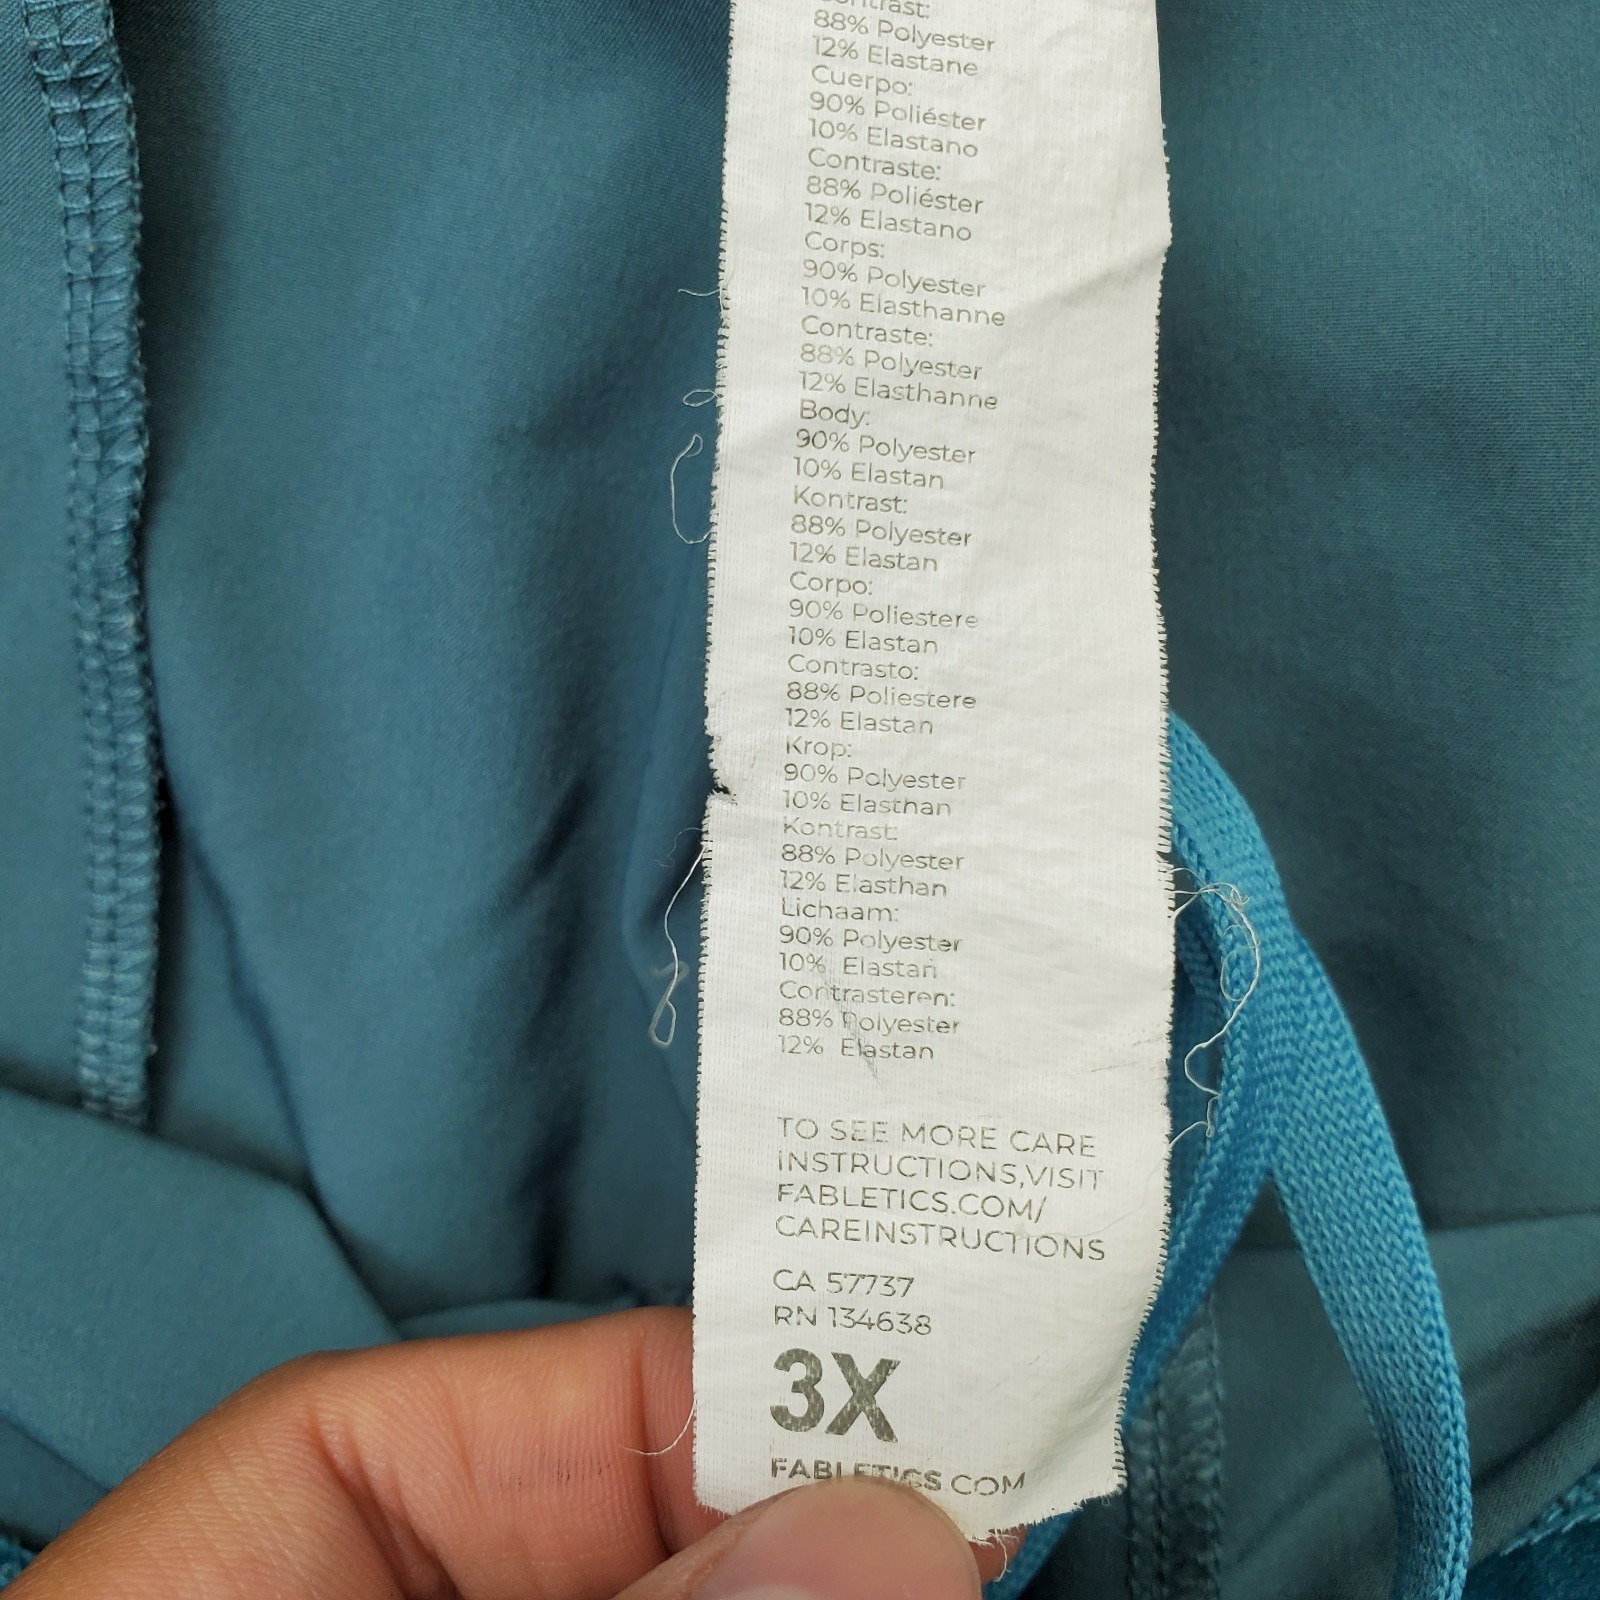 Contrast:
88% Polyester
12% Elastane
Cuerpo:
90% Poliéster
10% Elastano
Contraste:
88% Poliéster
12% Elastano
Corps:
90% Polyester
10% Elasthanne
Contraste:
88% Polyester
12% Elasthanne
Body:
90% Polyester
10% Elastan
Kontrast:
88% Polyester
12% Elastan
Corpo:
90% Poliestere
10% Elastan
Contrasto:
88% Poliestere
12% Elastan
Krop:
90% Polyester
10% Elasthan
Kontrast:
88% Polyester
12% Elasthan
Lichaam:
90% Polyester
10% Elastan
Contrasteren:
88% Polyester
12% Elastan
TO SEE MORE CARE
INSTRUCTIONS,VISIT
FABLETICS.COM/
CAREINSTRUCTIONS
CA 57737
RN 134638
3X
FABLETICS.COM